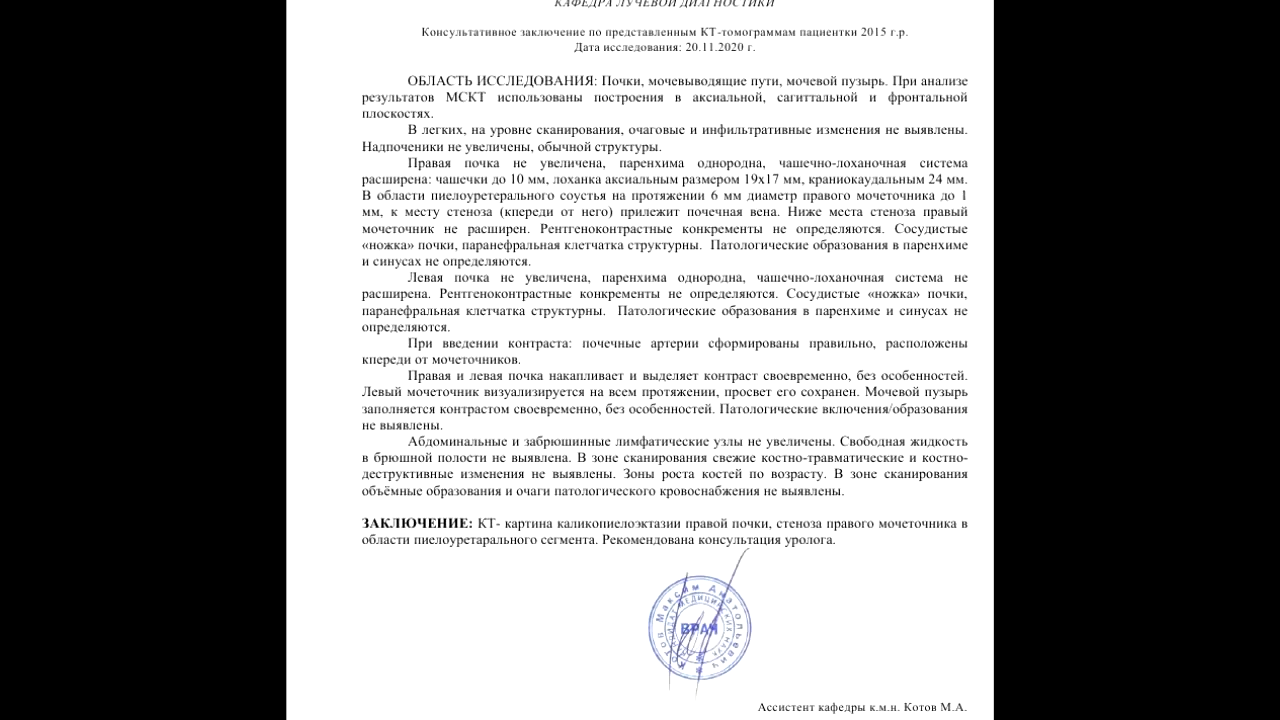 КАФЕДРА ЛУЧЕВОЙ ДИАГНОСТИКИ
Консультативное заключение по представленным КТ-томограммам пациентки 2015 г.р.
Дата исследования: 20.11.2020 г.
ОБЛАСТЬ ИССЛЕДОВАНИЯ: Почки, мочевыводящие пути, мочевой пузырь. При анализе
результатов МСКТ использованы построения в аксиальной, сагиттальной и фронтальной
плоскостях.
В легких, на уровне сканирования, очаговые и инфильтративные изменения не выявлены.
Надпоченики не увеличены, обычной структуры.
Правая почка не увеличена, паренхима однородна, чашечно-лоханочная система
расширена: чашечки до 10 мм, лоханка аксиальным размером 19х17 мм, краниокаудальным 24 мм.
В области пиелоуретерального соустья на протяжении 6 мм диаметр правого мочеточника до 1
мм, к месту стеноза (кпереди от него) прилежит почечная вена. Ниже места стеноза правый
мочеточник не расширен. Рентгеноконтрастные конкременты не определяются. Сосудистые
«ножка» почки, паранефральная клетчатка структурны. Патологические образования в паренхиме
и синусах не определяются.
Левая почка не увеличена, паренхима однородна, чашечно-лоханочная система не
расширена. Рентгеноконтрастные конкременты не определяются. Сосудистые «ножка» почки,
паранефральная клетчатка структурны. Патологические образования в паренхиме и синусах не
определяются.
При введении контраста: почечные артерии сформированы правильно, расположены
кпереди от мочеточников.
Правая и левая почка накапливает и выделяет контраст своевременно, без особенностей.
Левый мочеточник визуализируется на всем протяжении, просвет его сохранен. Мочевой пузырь
заполняется контрастом своевременно, без особенностей. Патологические включения/образования
не выявлены.
Абдоминальные и забрюшинные лимфатические узлы не увеличены. Свободная жидкость
в брюшной полости не выявлена. В зоне сканирования свежие костно-травматические и костно-
деструктивные изменения не выявлены. Зоны роста костей по возрасту. В зоне сканирования
объёмные образования и очаги патологического кровоснабжения не выявлены.
ЗАКЛЮЧЕНИЕ: КТ- картина каликопиелоэктазии правой почки, стеноза правого мочеточника в
области пиелоуретарального сегмента. Рекомендована консультация уролога.
Котов Максим Анатольевич
КАНДИДАТ МЕДИЦИНСКИХ НАУК
ВРАЧ
Ассистент кафедры к.м.н. Котов М.А.